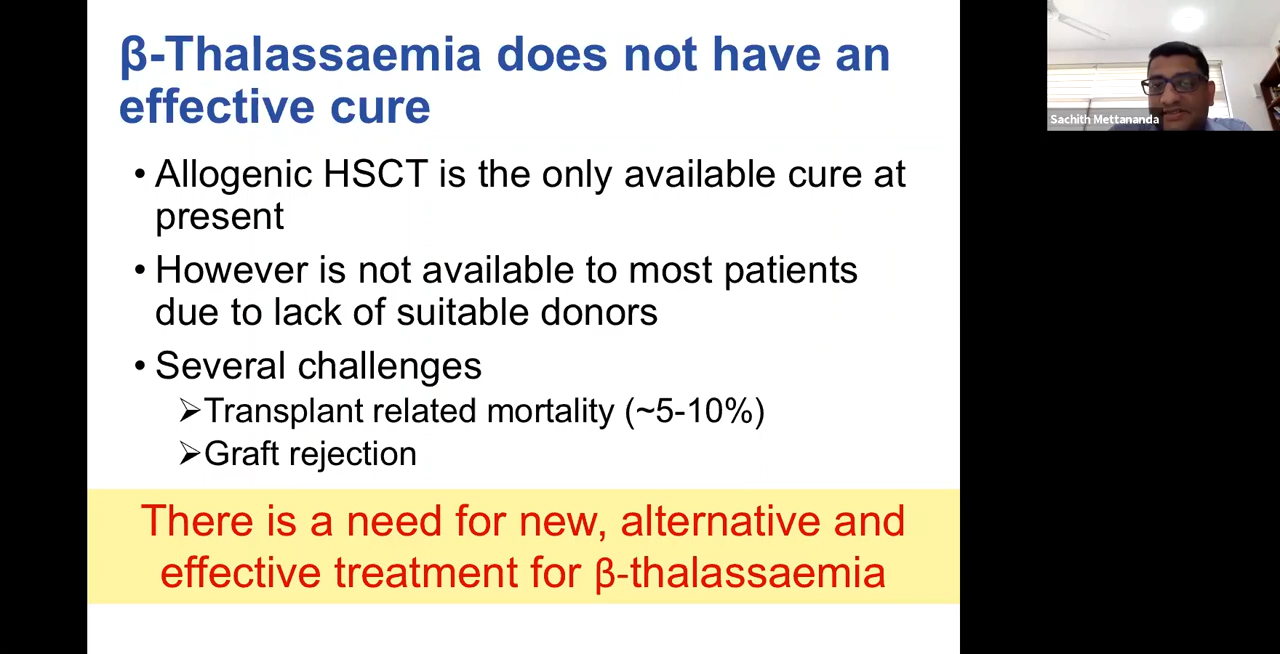 β-Thalassaemia does not have an
effective cure
• Allogenic HSCT is the only available cure at
present
• However is not available to most patients
due to lack of suitable donors
• Several challenges
➢Transplant related mortality (~5-10%)
➢Graft rejection
There is a need for new, alternative and
effective treatment for β-thalassaemia
Sachith Mettananda